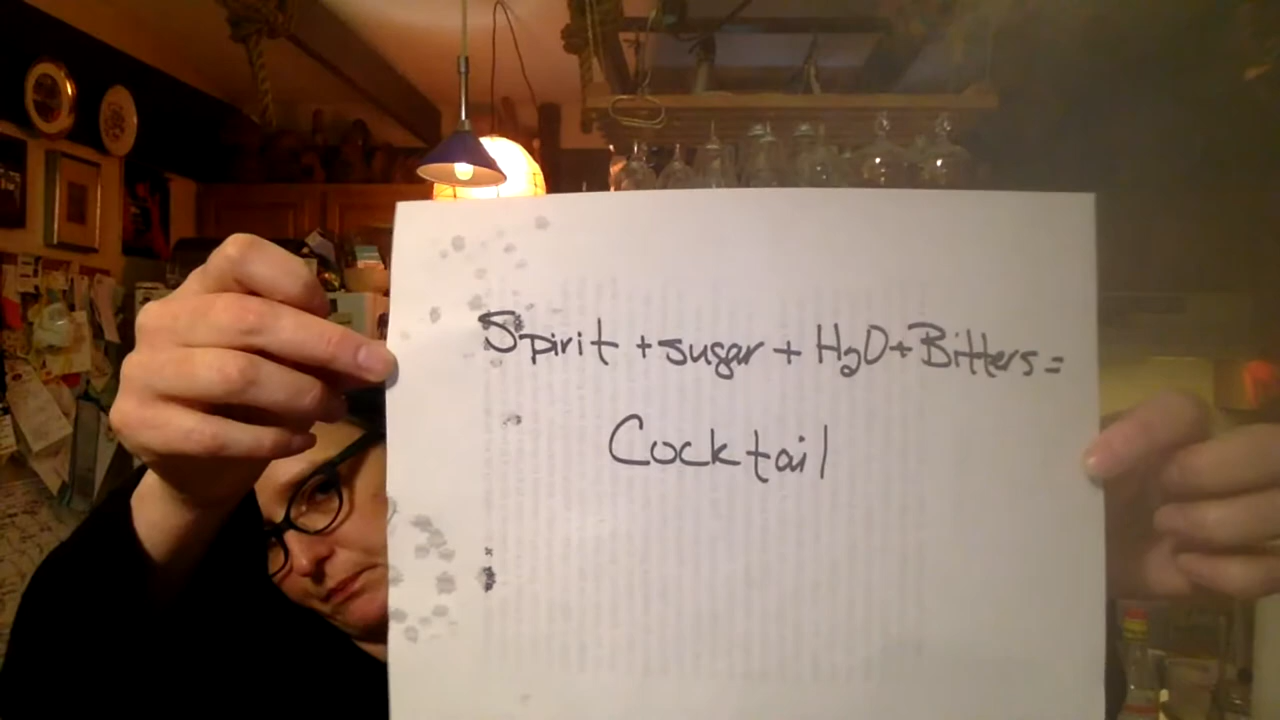 Spirit + sugar + H2O + Bitters =
Cocktail